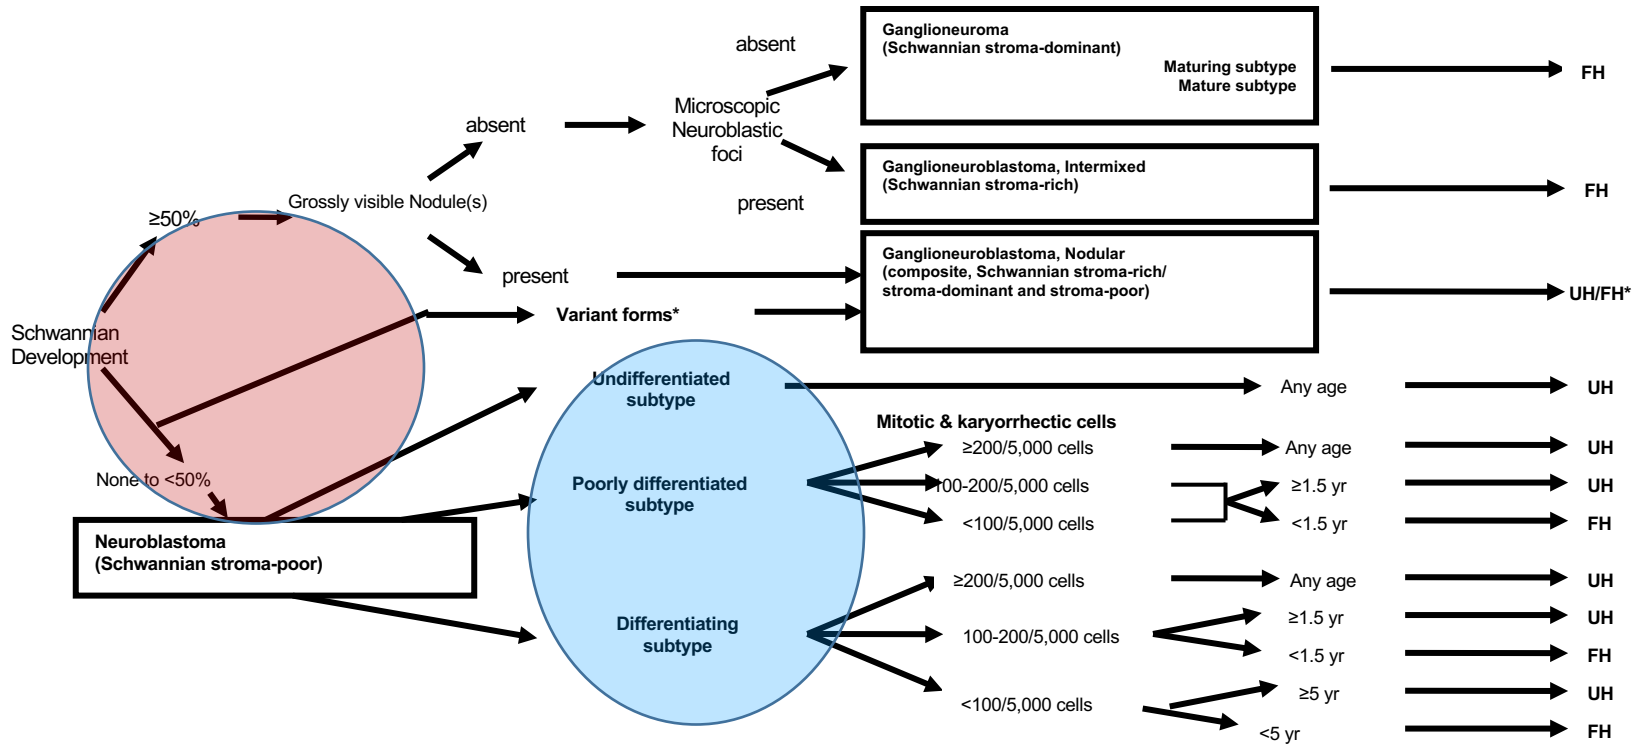 absent
Ganglioneuroma
(Schwannian stroma-dominant)
Maturing subtype
Mature subtype
FH
absent
Microscopic
Neuroblastic
foci
Ganglioneuroblastoma, Intermixed
(Schwannian stroma-rich)
FH
present
≥50%
Grossly visible Nodule(s)
present
Ganglioneuroblastoma, Nodular
(composite, Schwannian stroma-rich/
stroma-dominant and stroma-poor)
UH/FH*
Variant forms*
Schwannian
Development
Undifferentiated
subtype
Any age
UH
Mitotic & karyorrhectic cells
None to <50%
Poorly differentiated
subtype
≥200/5,000 cells
Any age
UH
100-200/5,000 cells
≥1.5 yr
UH
<100/5,000 cells
<1.5 yr
FH
Neuroblastoma
(Schwannian stroma-poor)
Differentiating
subtype
≥200/5,000 cells
Any age
UH
100-200/5,000 cells
≥1.5 yr
UH
<1.5 yr
FH
<100/5,000 cells
≥5 yr
UH
<5 yr
FH